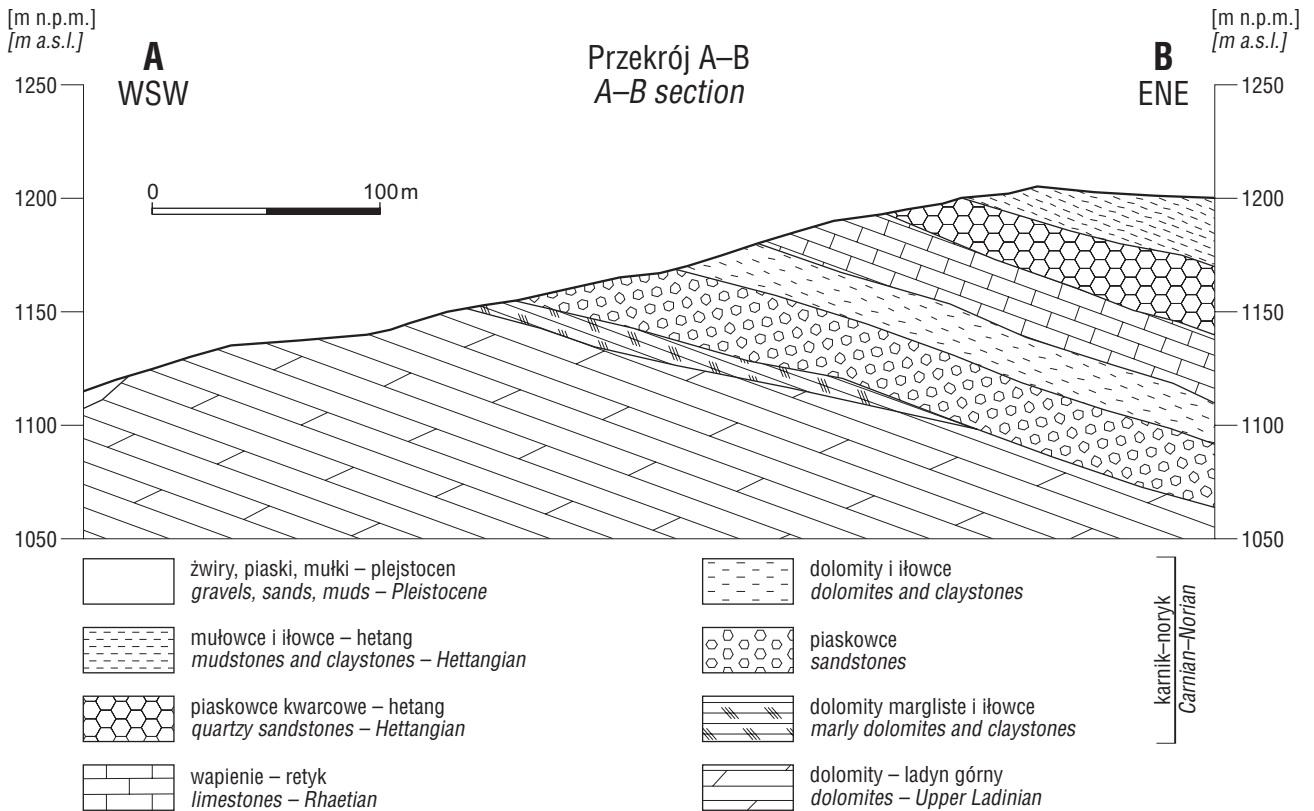 [m n.p.m.]
[m a.s.l.]
A
WSW
Przekrój A–B
A–B section
B
ENE
[m n.p.m.]
[m a.s.l.]
1250
1250
0
100 m
1200
1200
1150
1150
1100
1100
1050
1050
żwiry, piaski, mułki – plejstocen
gravels, sands, muds – Pleistocene
mułowce i iłowce – hetang
mudstones and claystones – Hettangian
piaskowce kwarcowe – hetang
quartzy sandstones – Hettangian
wapienie – retyk
limestones – Rhaetian
dolomity i iłowce
dolomites and claystones
piaskowce
sandstones
dolomity margliste i iłowce
marly dolomites and claystones
karnik–noryk
Carnian–Norian
dolomity – ladyn górny
dolomites – Upper Ladinian